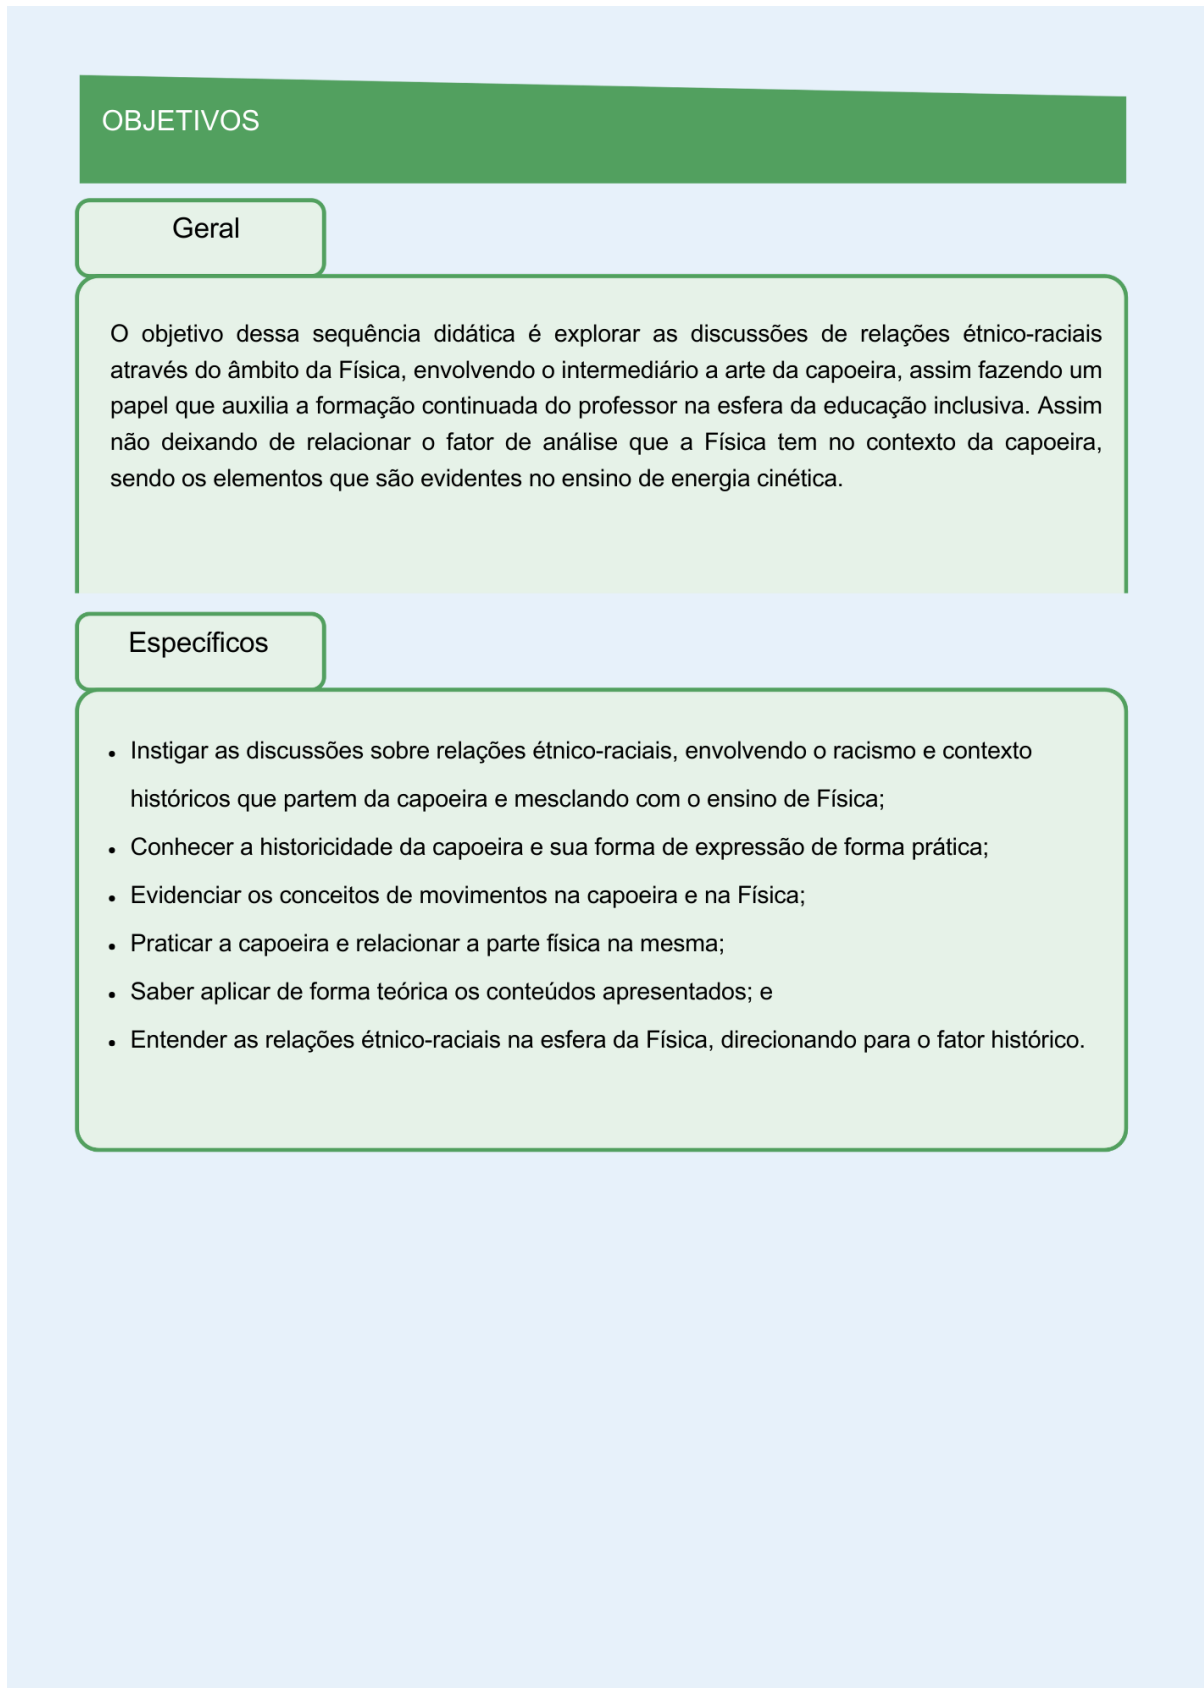 OBJETIVOS
Geral
O objetivo dessa sequência didática é explorar as discussões de relações étnico-raciais
através do âmbito da Física, envolvendo o intermediário a arte da capoeira, assim fazendo um
papel que auxilia a formação continuada do professor na esfera da educação inclusiva. Assim
não deixando de relacionar o fator de análise que a Física tem no contexto da capoeira,
sendo os elementos que são evidentes no ensino de energia cinética.
Específicos
• Instigar as discussões sobre relações étnico-raciais, envolvendo o racismo e contexto
históricos que partem da capoeira e mesclando com o ensino de Física;
• Conhecer a historicidade da capoeira e sua forma de expressão de forma prática;
• Evidenciar os conceitos de movimentos na capoeira e na Física;
• Praticar a capoeira e relacionar a parte física na mesma;
• Saber aplicar de forma teórica os conteúdos apresentados; e
• Entender as relações étnico-raciais na esfera da Física, direcionando para o fator histórico.